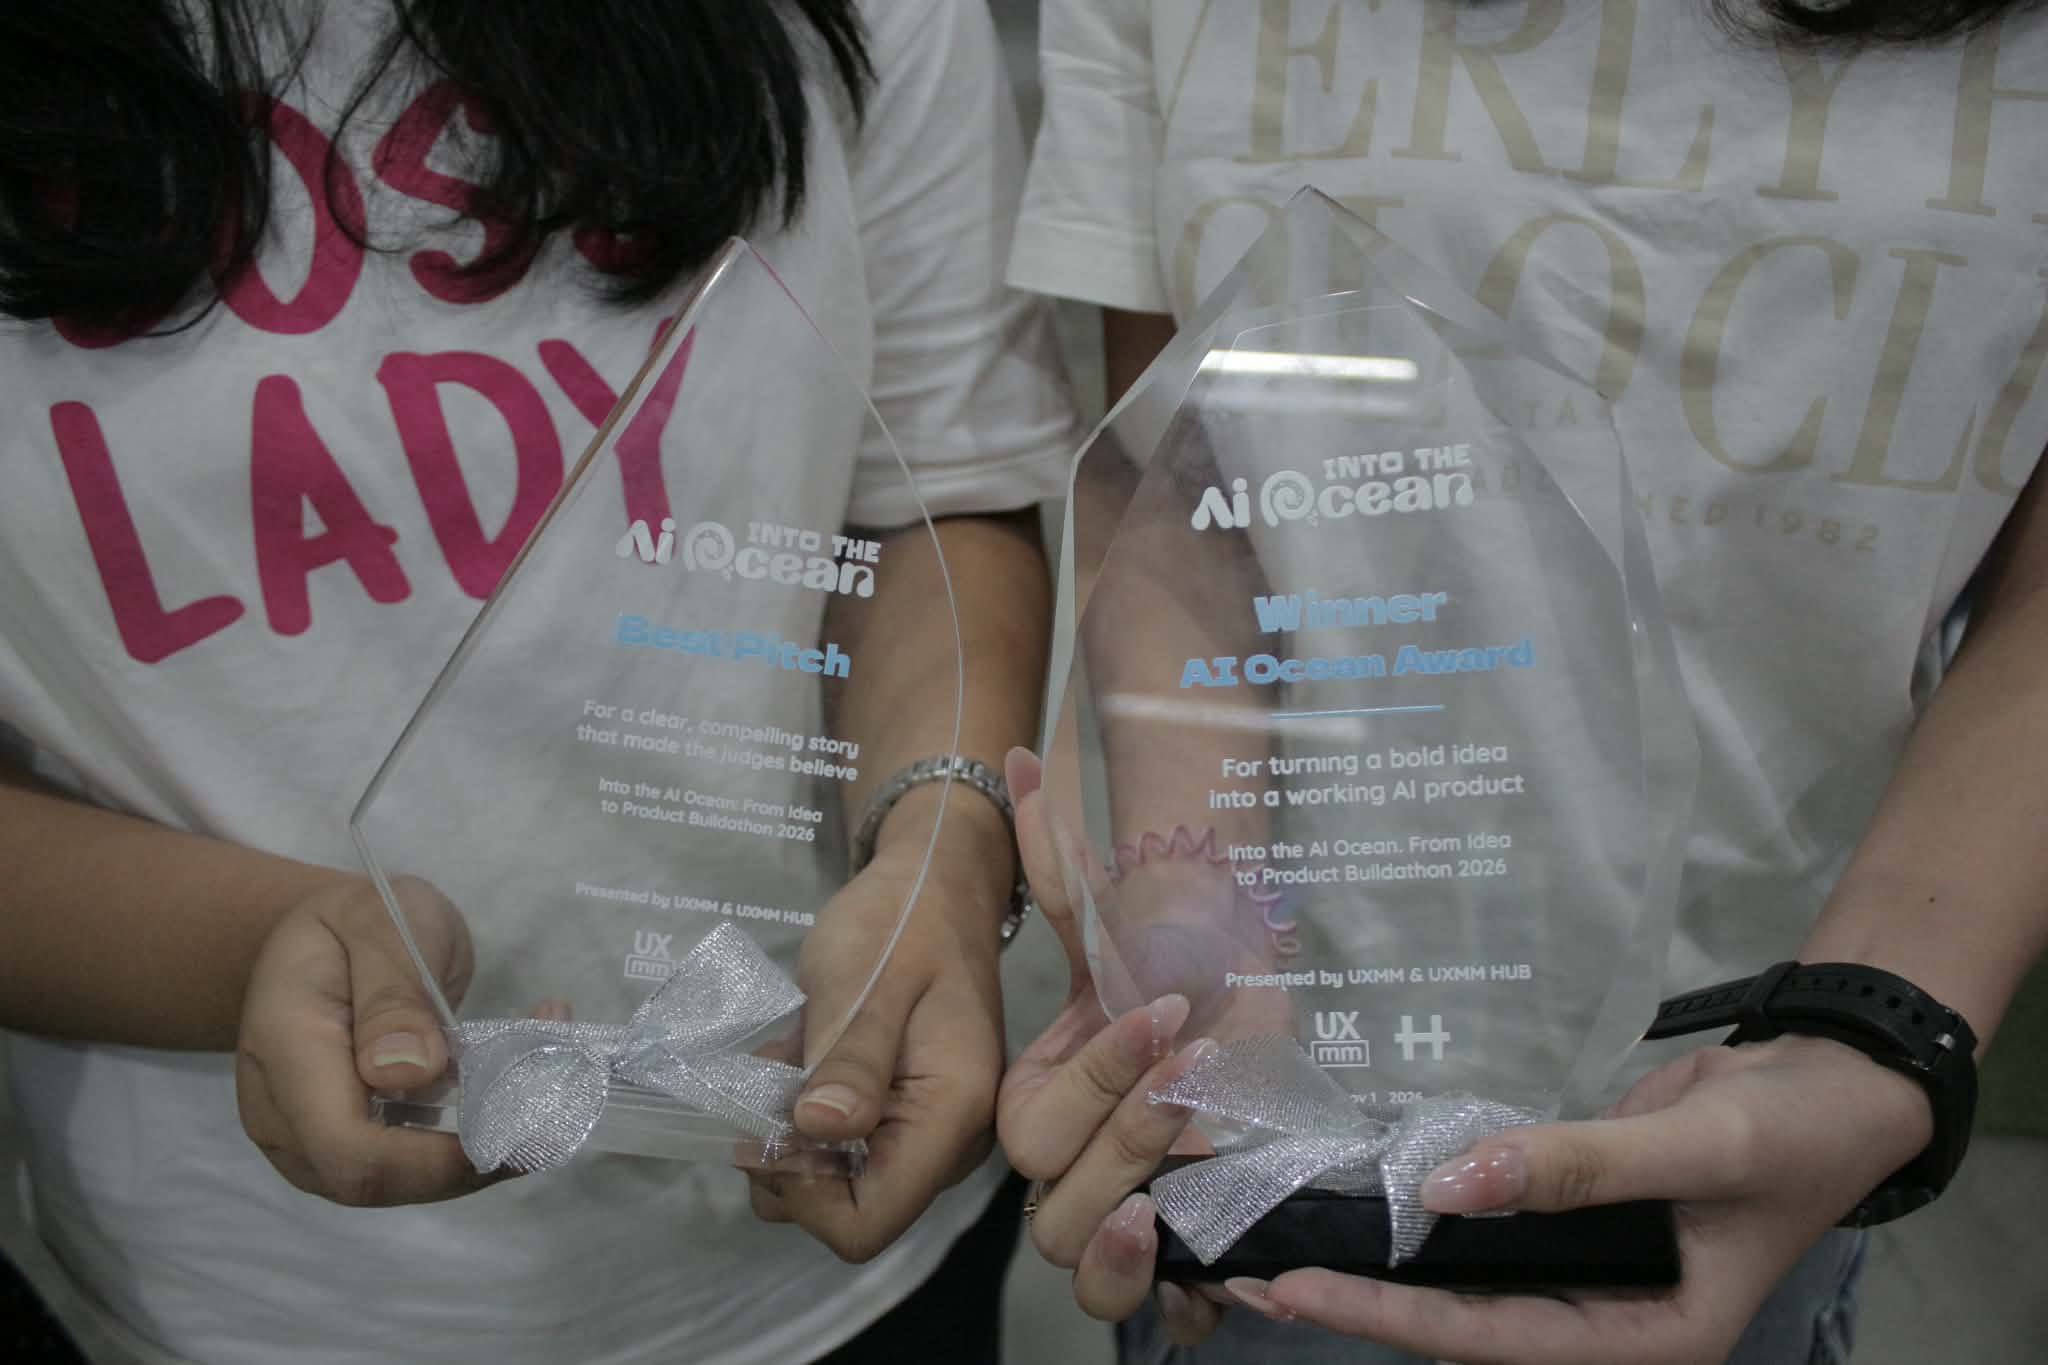 LADY
INTO THE
Ai Ocean
Best Pitch
For a clear, compelling story
that made the judges believe
Into the AI Ocean: From Idea
to Product Buildathon 2026
Presented by UXMM & UXMM HUB
UX
mm
INTO THE
Ai Ocean
Winner
AI Ocean Award
For turning a bold idea
into a working AI product
Into the AI Ocean. From Idea
to Product Buildathon 2026
Presented by UXMM & UXMM HUB
UX
mm
H
1, 2026
1982